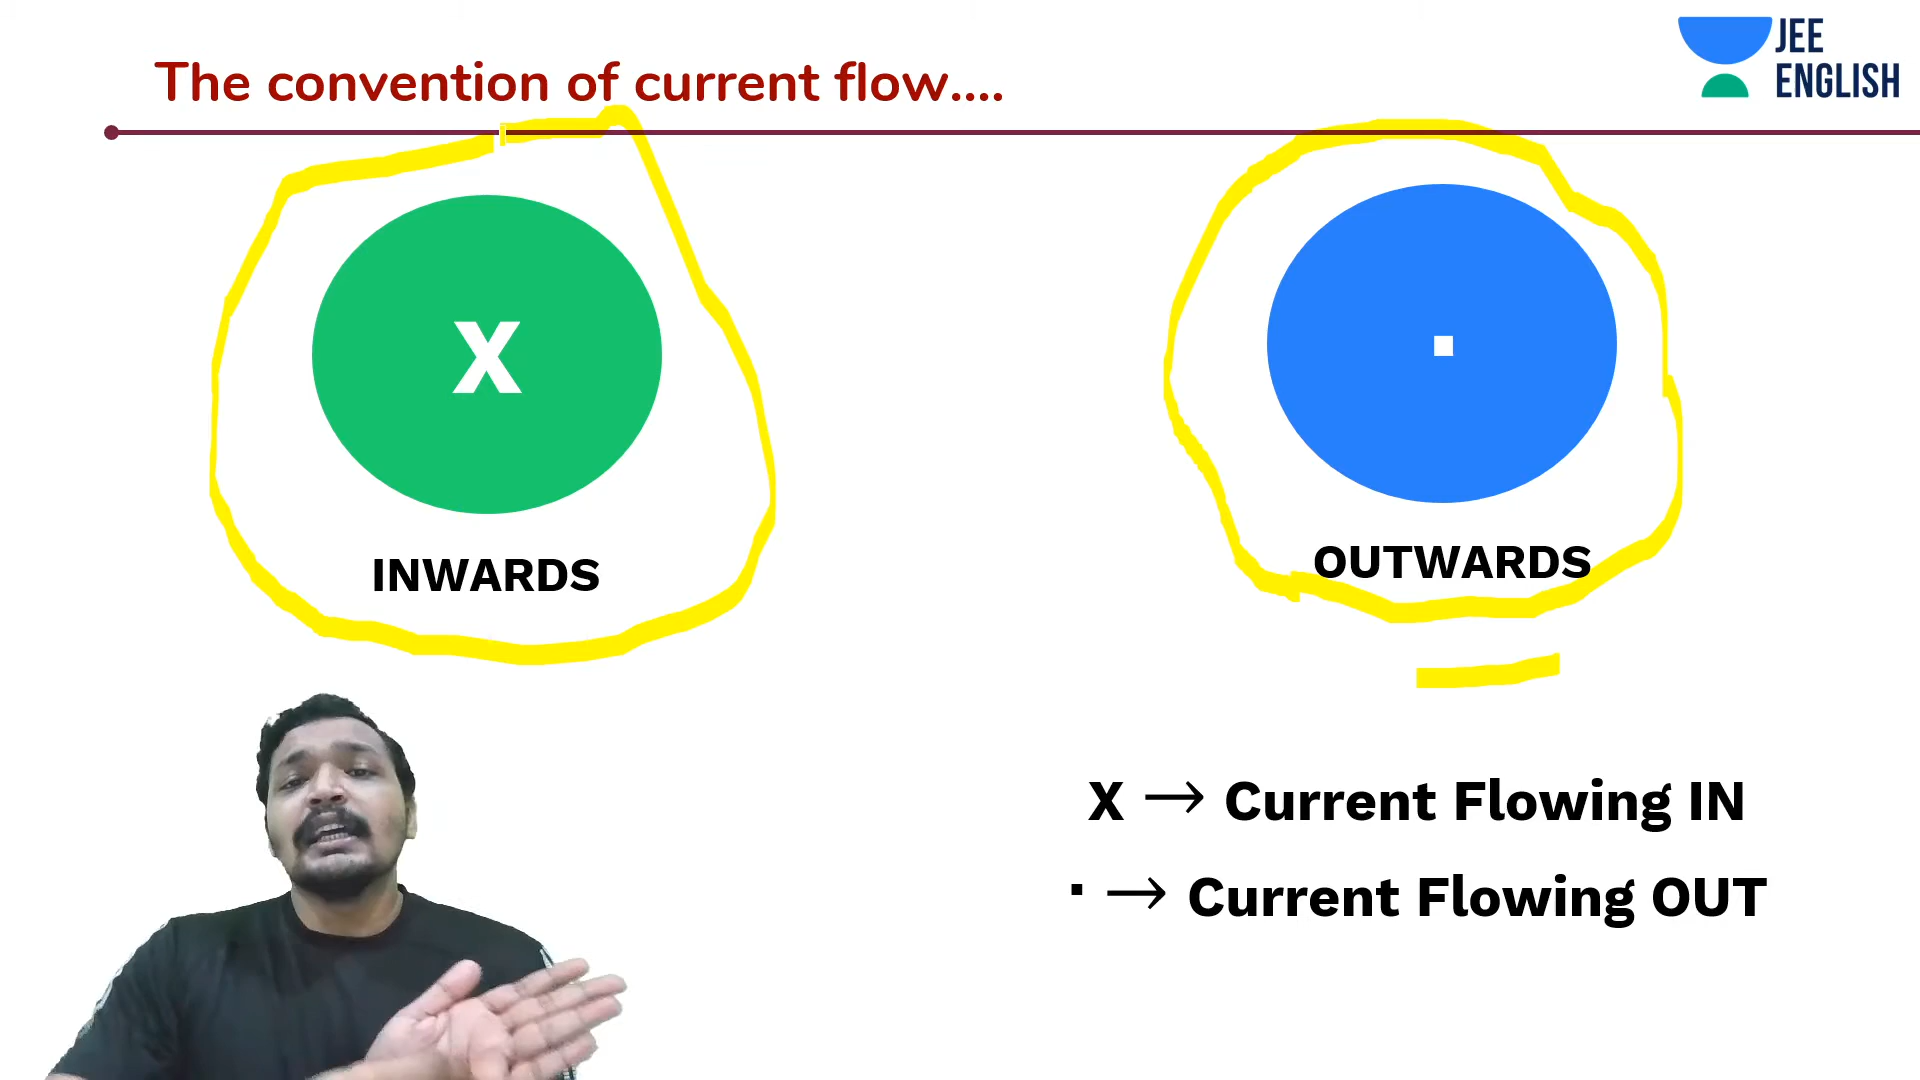 The convention of current flow....
JEE
ENGLISH
X
INWARDS
.
OUTWARDS
X → Current Flowing IN
. → Current Flowing OUT